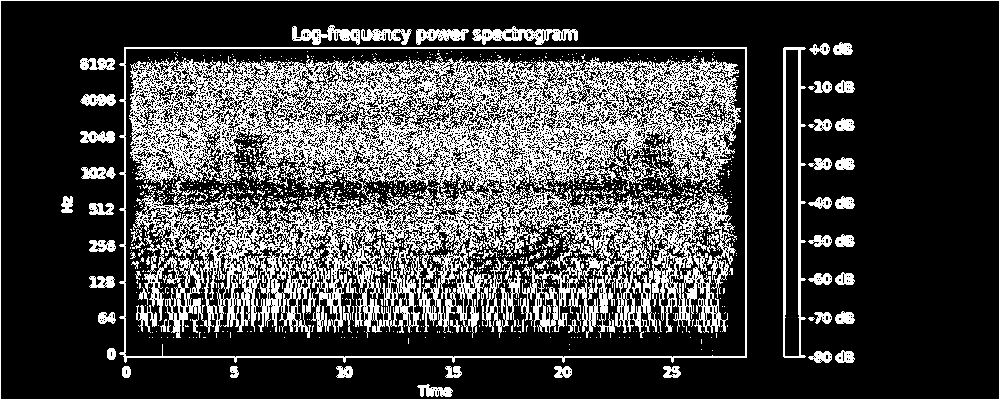 Log-frequency power spectrogram
8192
4096
2048
1024
512
256
128
64
0
Hz
0 5 10 15 20 25
Time
+0 dB
-10 dB
-20 dB
-30 dB
-40 dB
-50 dB
-60 dB
-70 dB
-80 dB